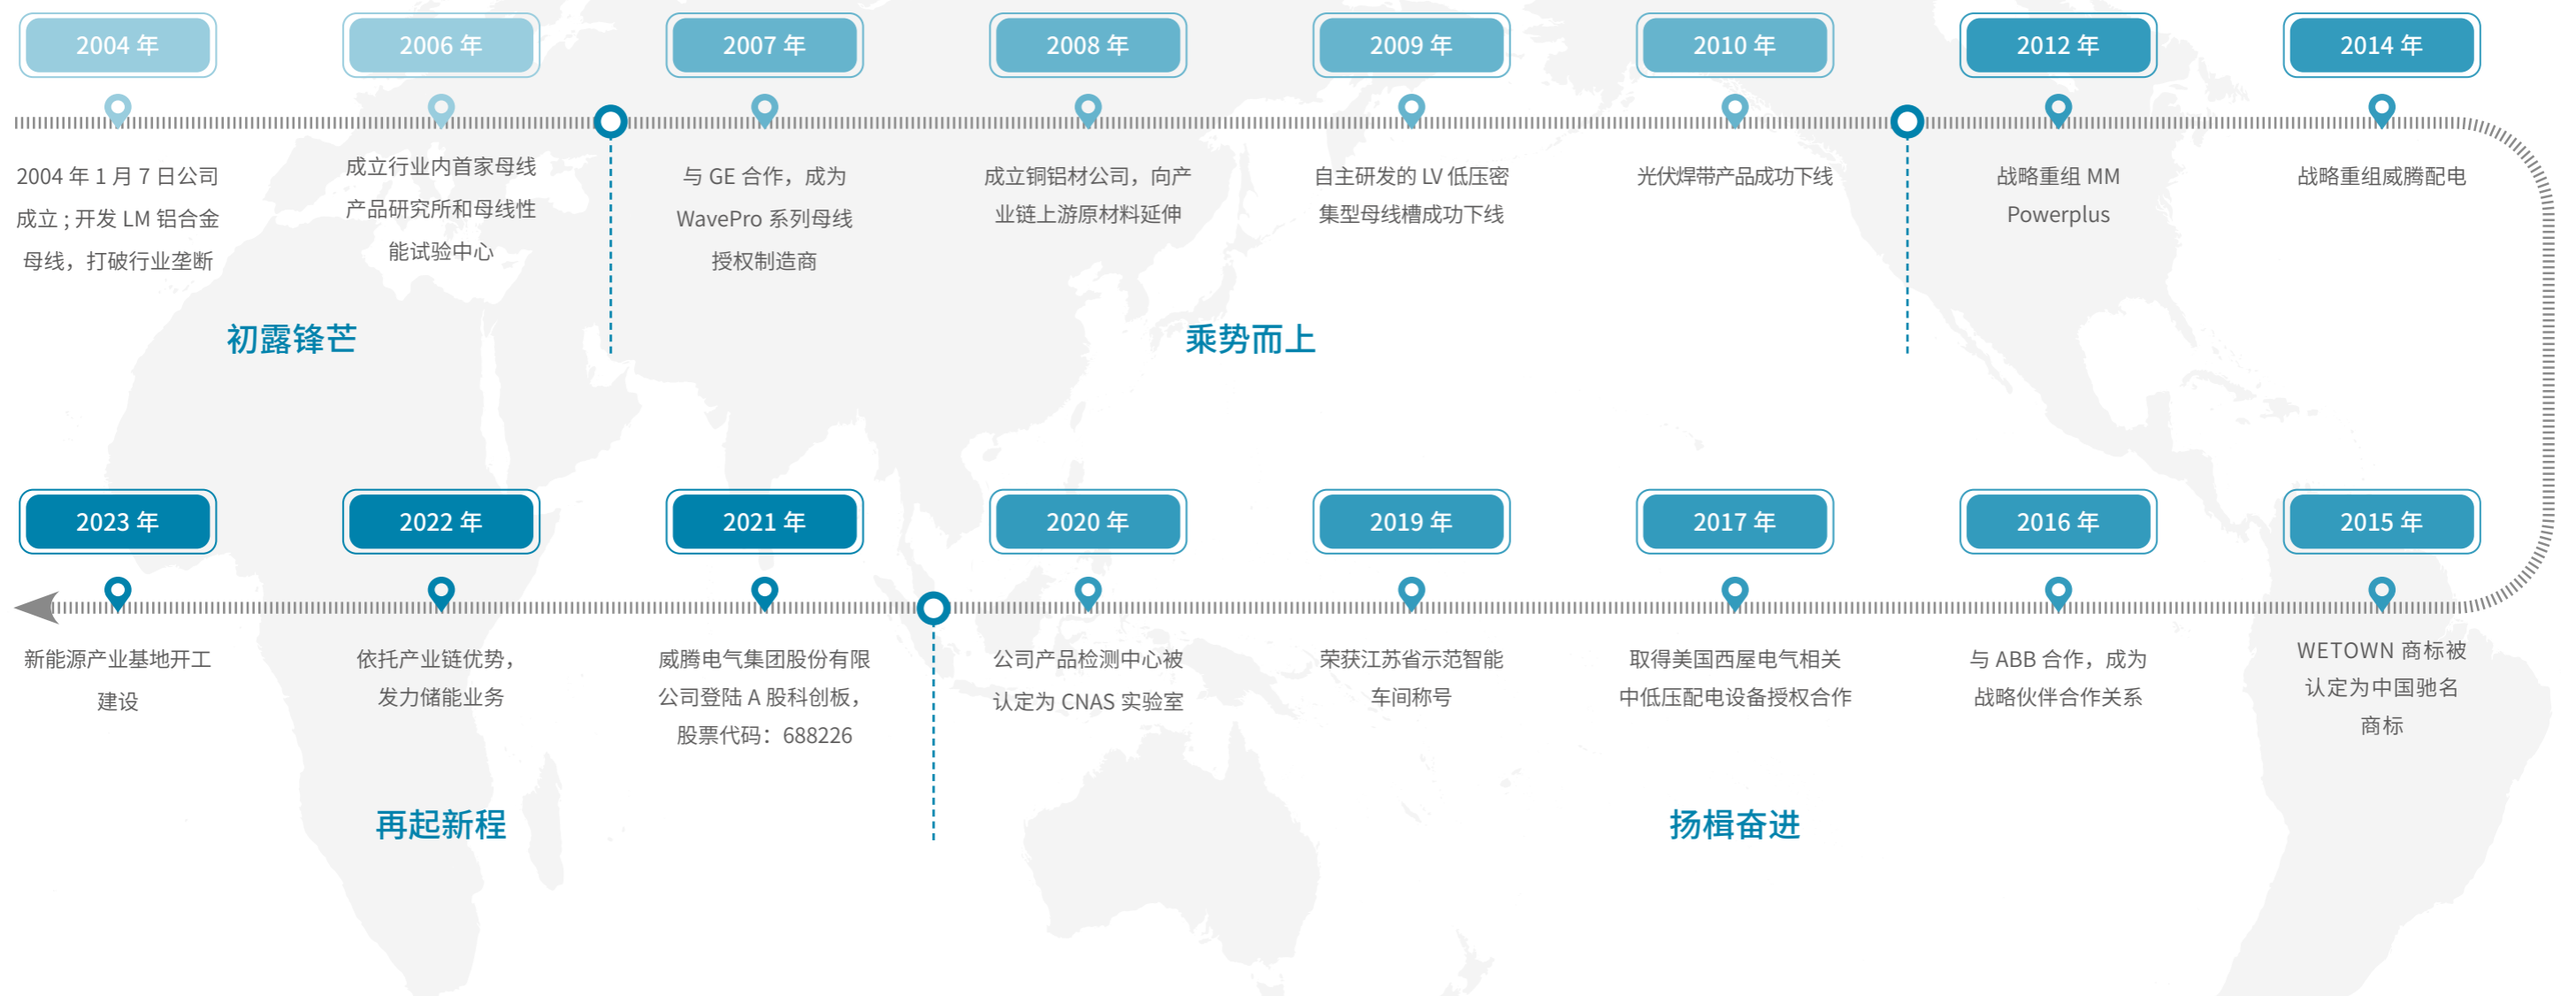 2004 年
2004 年 1 月 7 日公司
成立 ; 开发 LM 铝合金
母线，打破行业垄断
2006 年
成立行业内首家母线
产品研究所和母线性
能试验中心
初露锋芒
2007 年
与 GE 合作，成为
WavePro 系列母线
授权制造商
2008 年
成立铜铝材公司，向产
业链上游原材料延伸
2009 年
自主研发的 LV 低压密
集型母线槽成功下线
2010 年
光伏焊带产品成功下线
乘势而上
2012 年
战略重组 MM
Powerplus
2014 年
战略重组威腾配电
2015 年
WETOWN 商标被
认定为中国驰名
商标
2016 年
与 ABB 合作，成为
战略伙伴合作关系
2017 年
取得美国西屋电气相关
中低压配电设备授权合作
2019 年
荣获江苏省示范智能
车间称号
2020 年
公司产品检测中心被
认定为 CNAS 实验室
扬楫奋进
2021 年
威腾电气集团股份有限
公司登陆 A 股科创板，
股票代码：688226
2022 年
依托产业链优势，
发力储能业务
2023 年
新能源产业基地开工
建设
再起新程